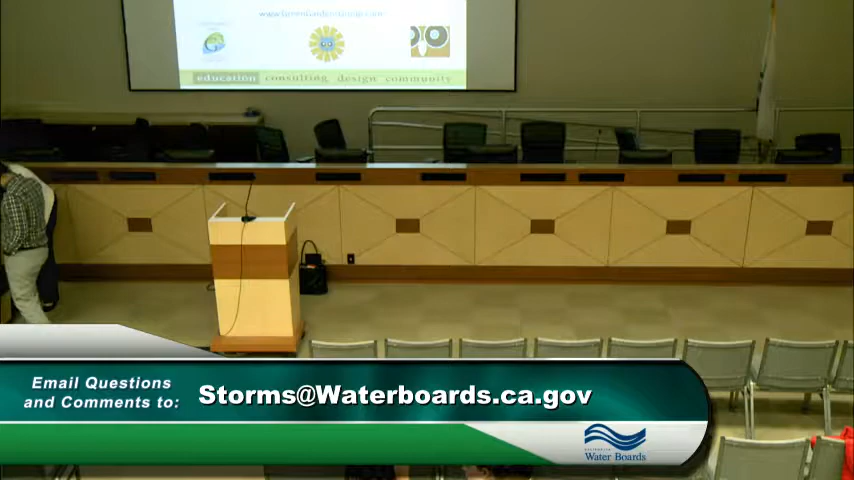 education consulting design community
Email Questions
and Comments to:
Storms@Waterboards.ca.gov
Water Boards